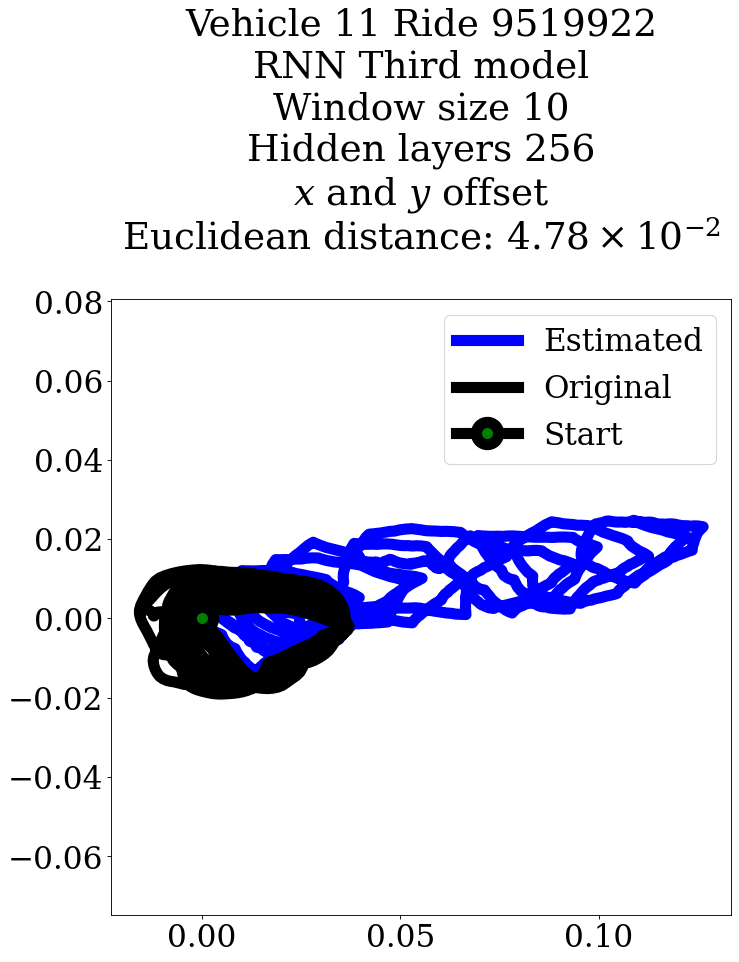 Vehicle 11 Ride 9519922
RNN Third model
Window size 10
Hidden layers 256
x and y offset
Euclidean distance: 4.78 × 10⁻²
0.08
Estimated
0.06
Original
0.04
Start
0.02
0.00
−0.02
−0.04
−0.06
0.00 0.05 0.10